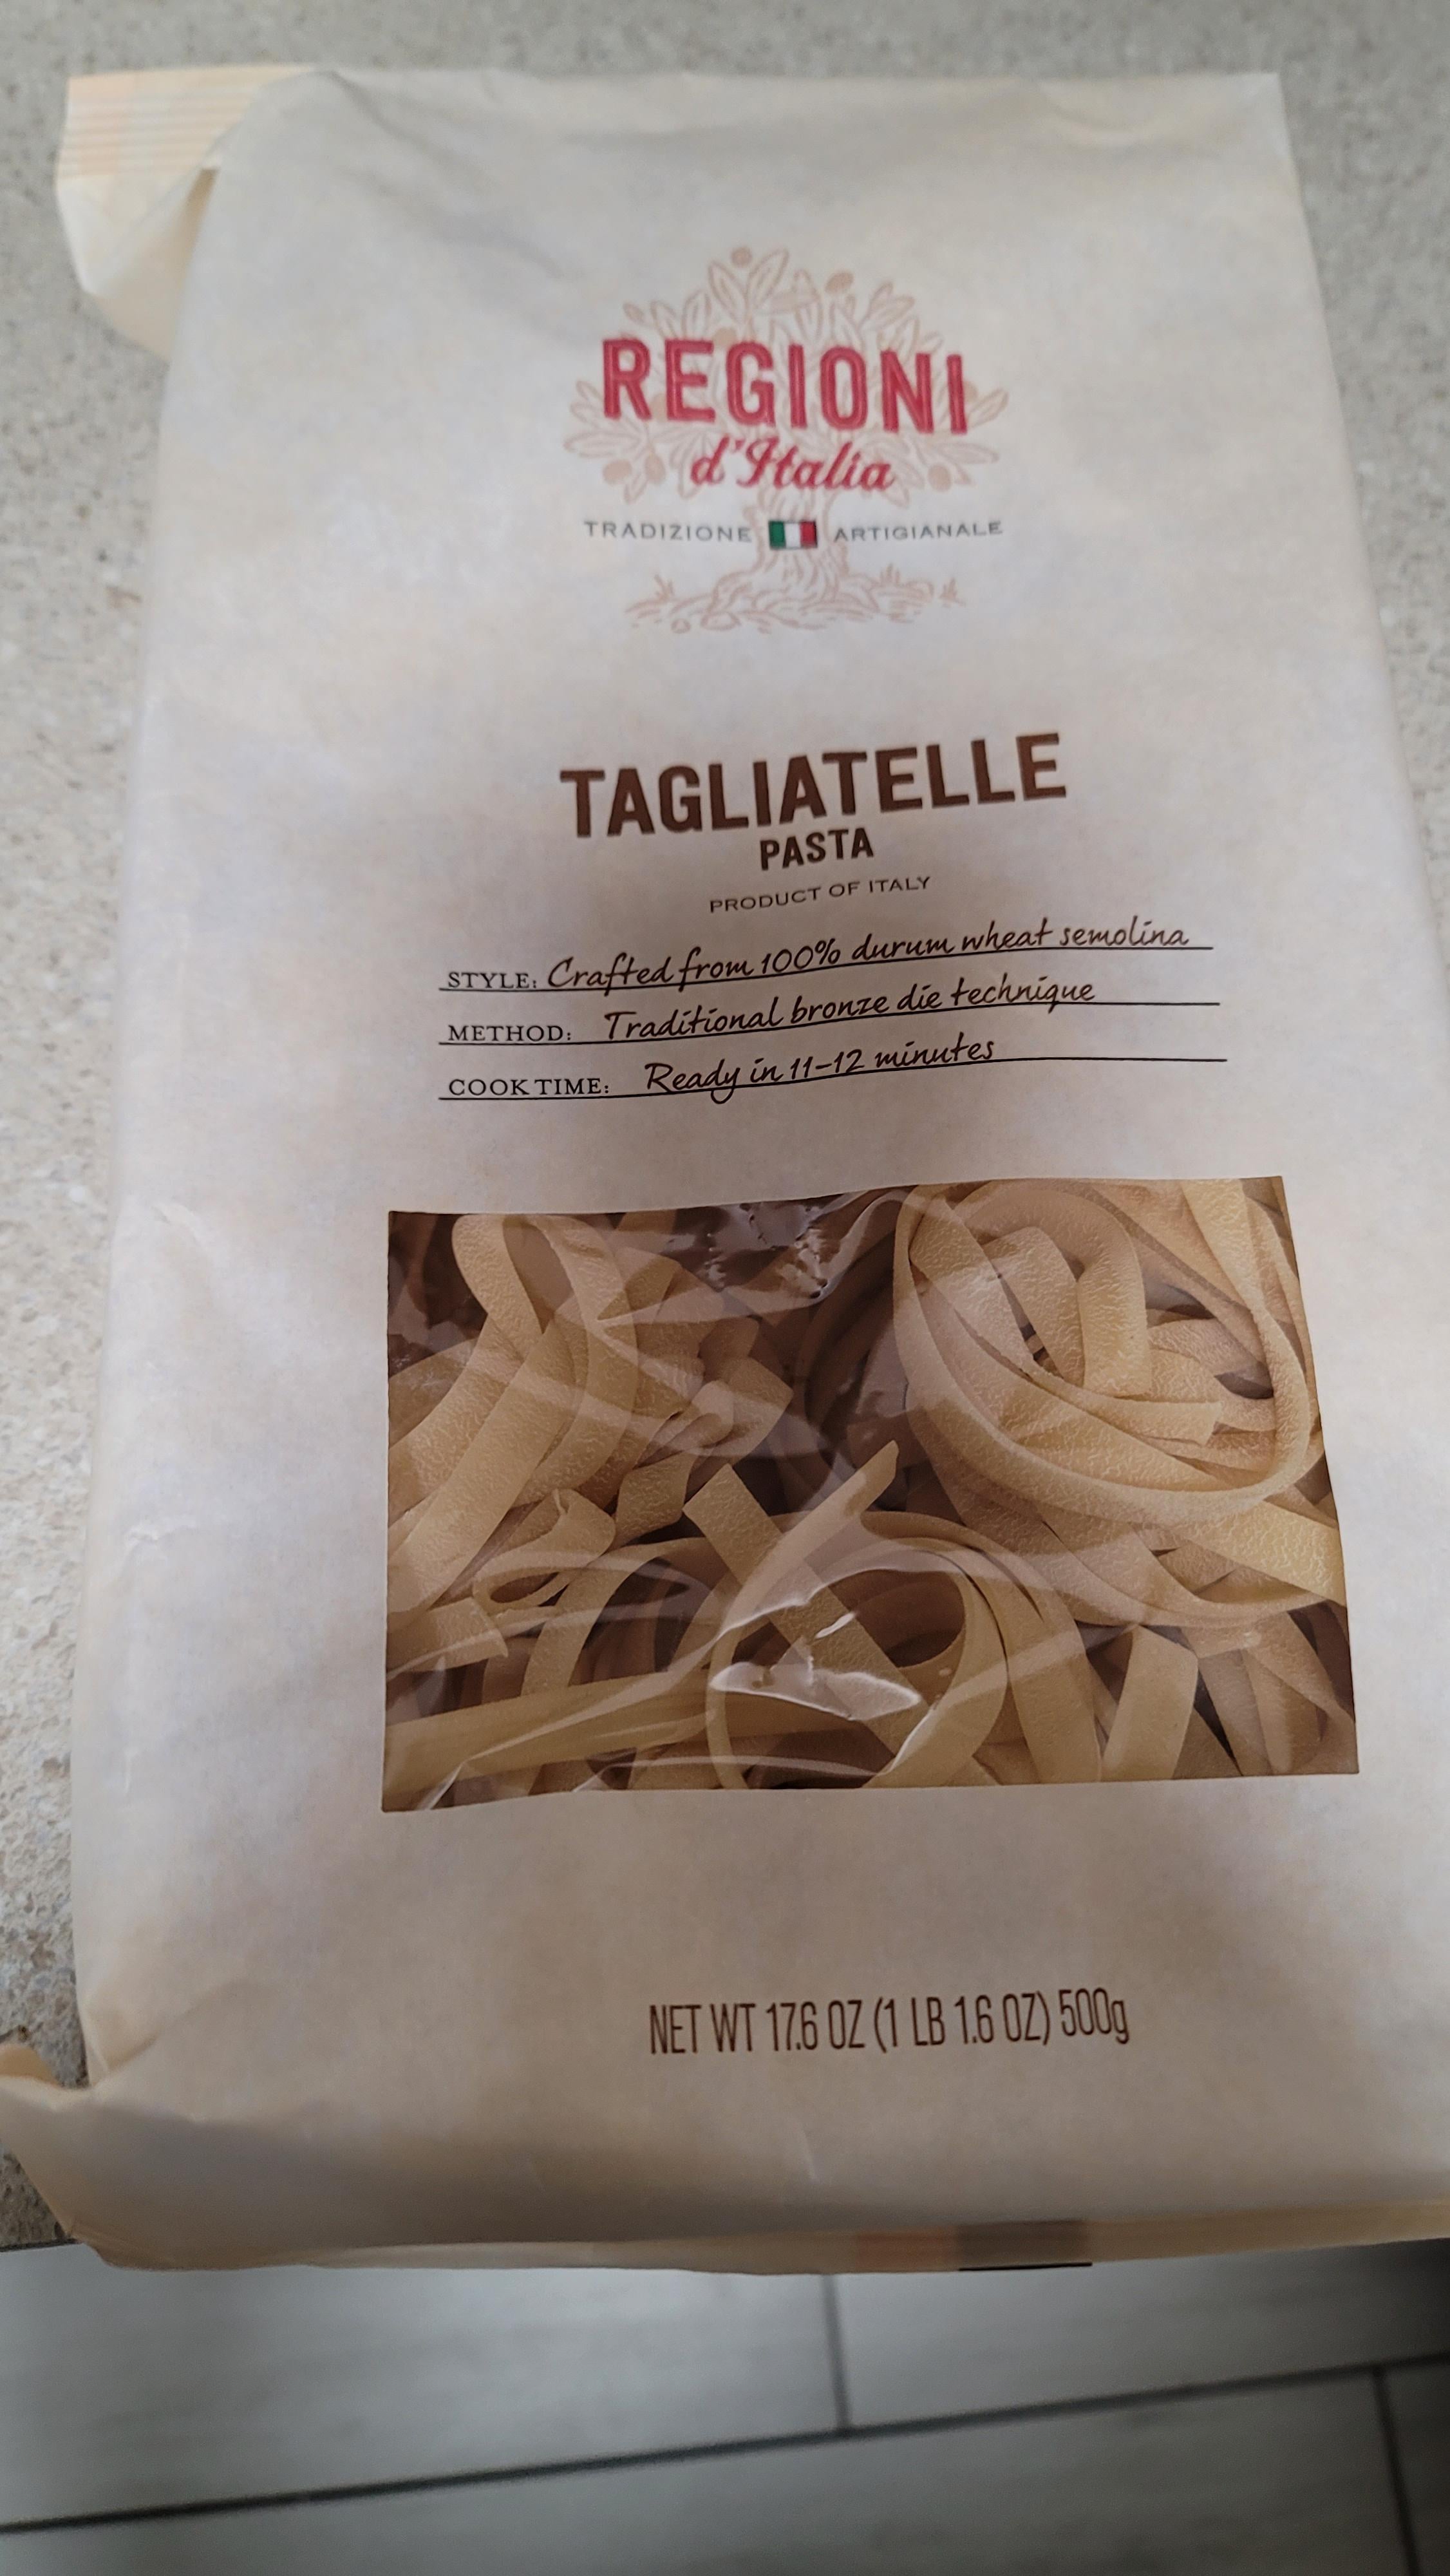 REGIONI
d'Italia
TRADIZIONE ARTIGIANALE
TAGLIATELLE
PASTA
PRODUCT OF ITALY
STYLE: Crafted from 100% durum wheat semolina
METHOD: Traditional bronze die technique
COOK TIME: Ready in 11-12 minutes
NET WT 17.6 OZ (1 LB 1.6 OZ) 500g